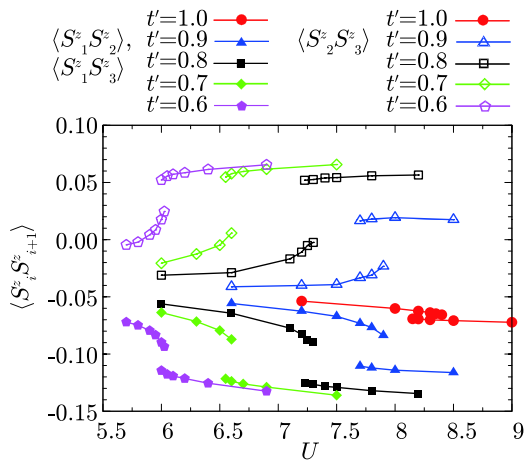 t'=1.0 t'=1.0
⟨S^z_1 S^z_2⟩, t'=0.9 ⟨S^z_2 S^z_3⟩ t'=0.9
⟨S^z_1 S^z_3⟩ t'=0.8 t'=0.8
t'=0.7 t'=0.7
t'=0.6 t'=0.6
0.10
0.05
0.00
-0.05
-0.10
-0.15
⟨S^z_i S^z_{i+1}⟩
5.5 6 6.5 7 7.5 8 8.5 9
U